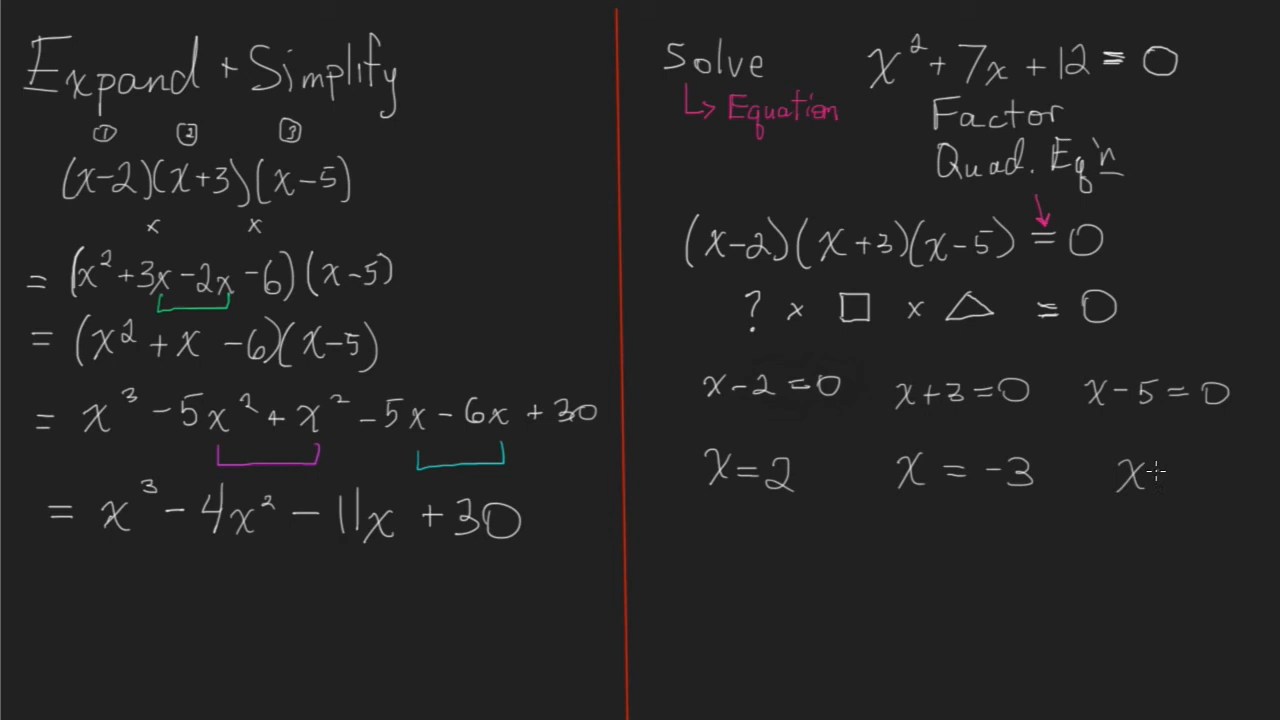 Expand + Simplify
① ② ③
(x-2)(x+3)(x-5)
x x
= (x²+3x-2x-6)(x-5)
= (x²+x-6)(x-5)
= x³-5x²+x²-5x-6x+30
= x³-4x²-11x+30
Solve x²+7x+12=0
↳ Equation
Factor
Quad. Eq'n
(x-2)(x+3)(x-5)=0
? x □ x △ = 0
x-2=0 x+3=0 x-5=0
x=2 x=-3 x